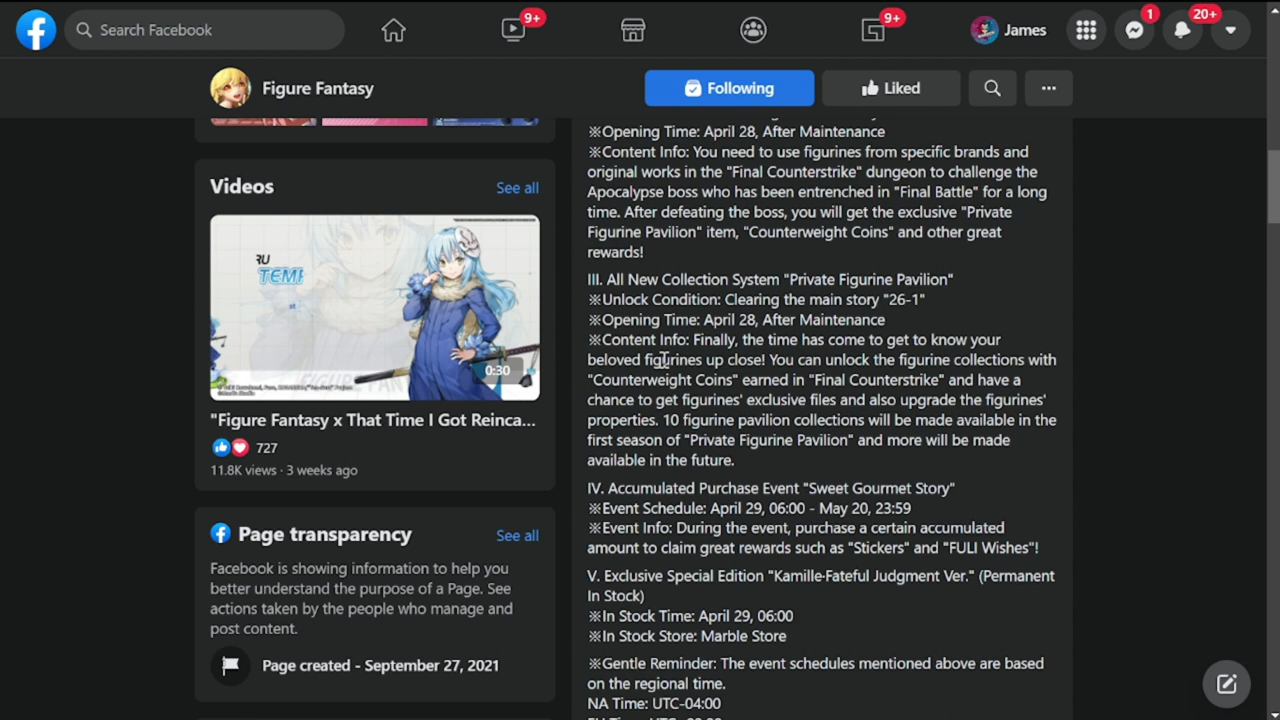 Search Facebook
9+
9+
James
1
20+
Figure Fantasy
Following
Liked
Videos
See all
RU
TEMP
0:30
"Figure Fantasy x That Time I Got Reinca...
727
11.8K views · 3 weeks ago
Page transparency
See all
Facebook is showing information to help you
better understand the purpose of a Page. See
actions taken by the people who manage and
post content.
Page created - September 27, 2021
※Opening Time: April 28, After Maintenance
※Content Info: You need to use figurines from specific brands and
original works in the "Final Counterstrike" dungeon to challenge the
Apocalypse boss who has been entrenched in "Final Battle" for a long
time. After defeating the boss, you will get the exclusive "Private
Figurine Pavilion" item, "Counterweight Coins" and other great
rewards!
III. All New Collection System "Private Figurine Pavilion"
※Unlock Condition: Clearing the main story "26-1"
※Opening Time: April 28, After Maintenance
※Content Info: Finally, the time has come to get to know your
beloved figurines up close! You can unlock the figurine collections with
"Counterweight Coins" earned in "Final Counterstrike" and have a
chance to get figurines' exclusive files and also upgrade the figurines'
properties. 10 figurine pavilion collections will be made available in the
first season of "Private Figurine Pavilion" and more will be made
available in the future.
IV. Accumulated Purchase Event "Sweet Gourmet Story"
※Event Schedule: April 29, 06:00 - May 20, 23:59
※Event Info: During the event, purchase a certain accumulated
amount to claim great rewards such as "Stickers" and "FULI Wishes"!
V. Exclusive Special Edition "Kamille·Fateful Judgment Ver." (Permanent
In Stock)
※In Stock Time: April 29, 06:00
※In Stock Store: Marble Store
※Gentle Reminder: The event schedules mentioned above are based
on the regional time.
NA Time: UTC-04:00